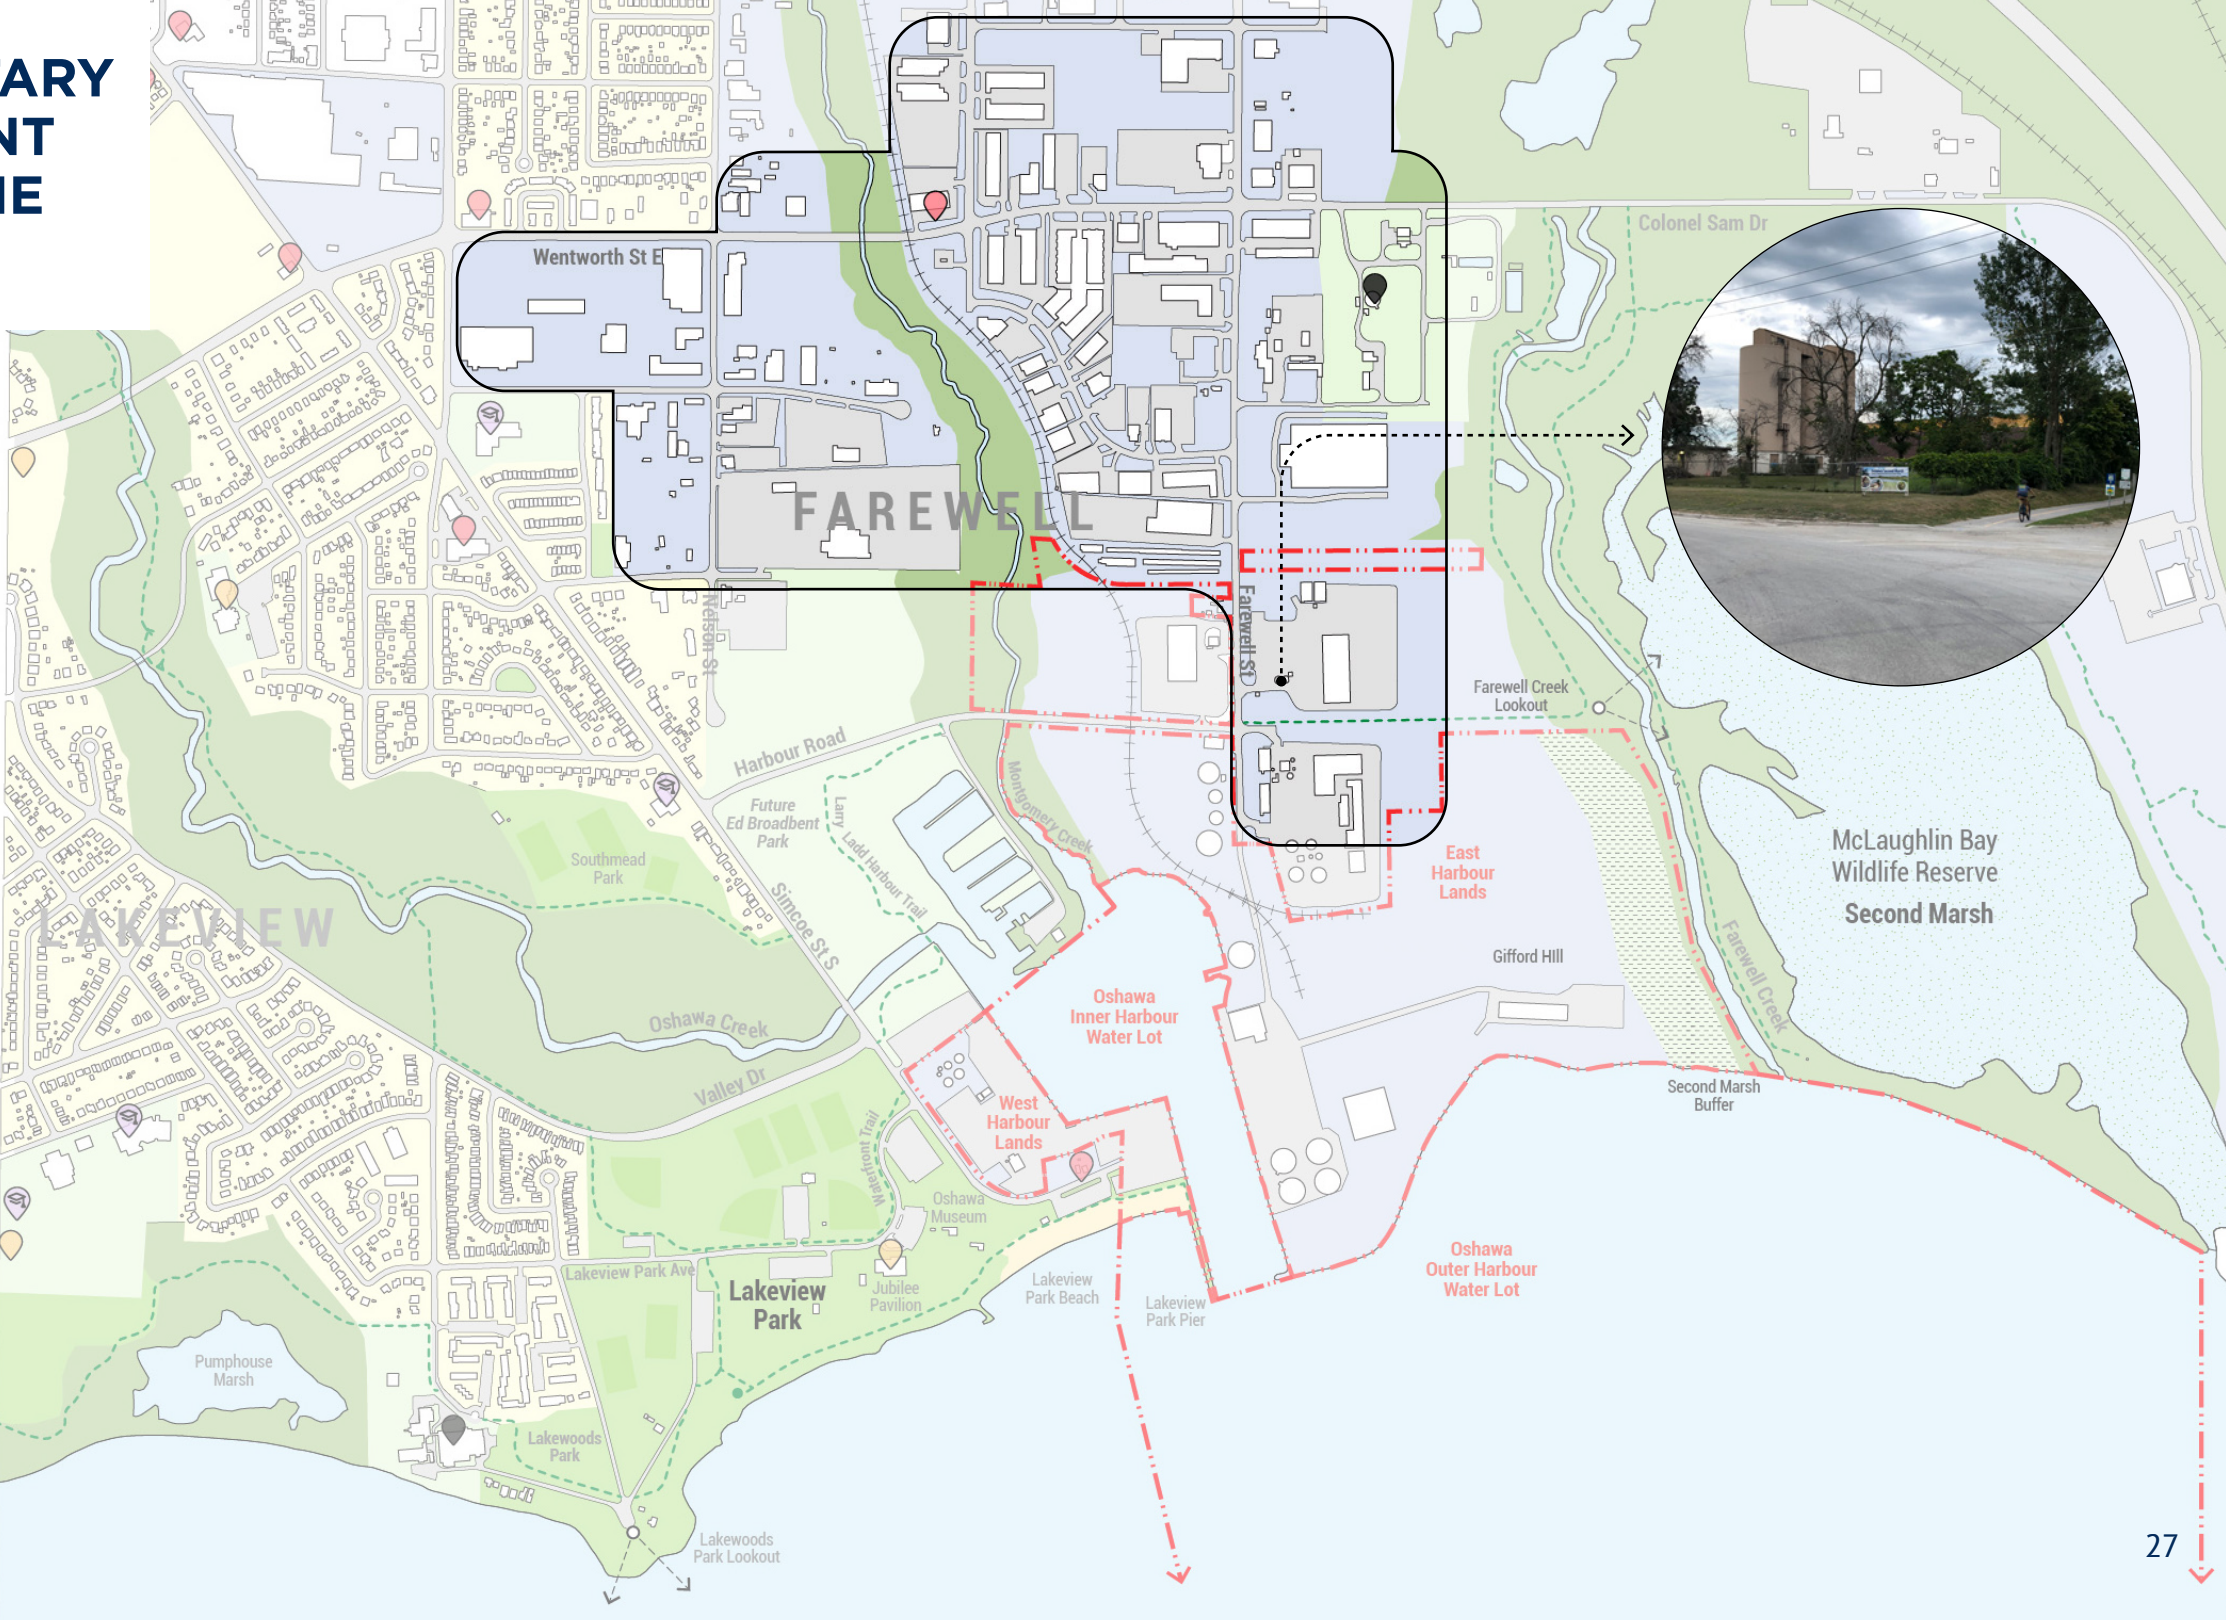 TARY
NT
NE
Colonel Sam Dr
Wentworth St E
FAREWELL
Nelson St
Farewell St
Farewell Creek
Lookout
Harbour Road
Montgomery Creek
Future
Ed Broadbent
Park
Larry Ladd Harbour Trail
Southmead
Park
Simcoe St S
East
Harbour
Lands
McLaughlin Bay
Wildlife Reserve
Second Marsh
LAKEVIEW
Farewell Creek
Gifford HIll
Oshawa
Inner Harbour
Water Lot
Oshawa Creek
Valley Dr
West
Harbour
Lands
Second Marsh
Buffer
Waterfront Trail
Oshawa
Museum
Oshawa
Outer Harbour
Water Lot
Lakeview Park Ave
Lakeview
Park
Jubilee
Pavilion
Lakeview
Park Beach
Lakeview
Park Pier
Pumphouse
Marsh
Lakewoods
Park
Lakewoods
Park Lookout
27